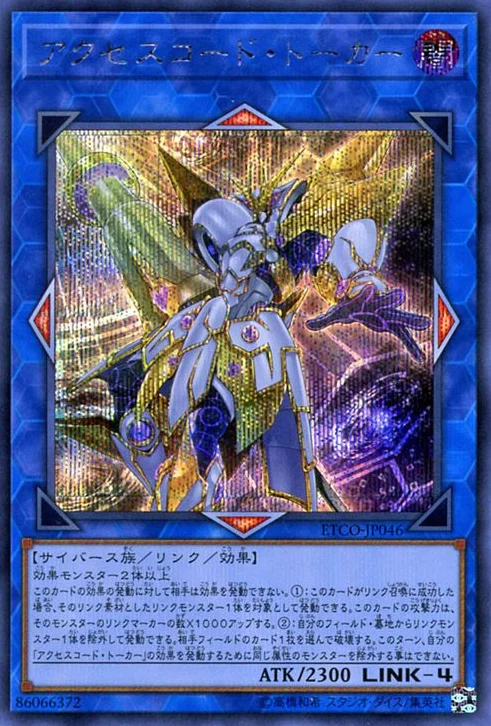 アクセスコード・トーカー 闇
ETCO-JP046
【サイバース族／リンク／効果】
効果モンスター2体以上
このカードの効果の発動に対して相手は効果を発動できない。①：このカードがリンク召喚に成功した
場合、そのリンク素材としたリンクモンスター1体を対象として発動できる。このカードの攻撃力は、
そのモンスターのリンクマーカーの数×1000アップする。②：自分のフィールド・墓地からリンクモン
スター1体を除外して発動できる。相手フィールドのカード1枚を選んで破壊する。このターン、自分の
「アクセスコード・トーカー」の効果を発動するために同じ属性のモンスターを除外する事はできない。
ATK/2300 LINK-4
86066372 ©高橋和希 スタジオ・ダイス/集英社